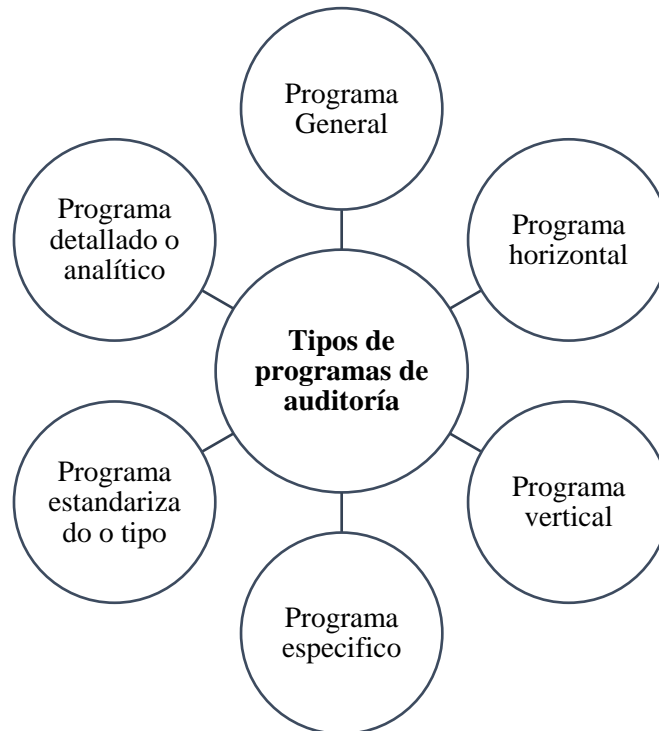 Programa
General
Programa
detallado o
analítico
Programa
horizontal
Tipos de
programas de
auditoría
Programa
estandariza
do o tipo
Programa
vertical
Programa
especifico